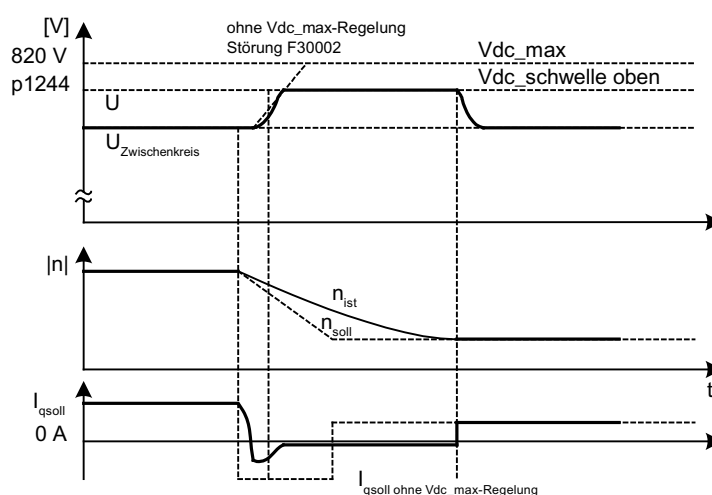 [V]
ohne Vdc_max-Regelung
Störung F30002
820 V
Vdc_max
p1244
Vdc_schwelle oben
U
UZwischenkreis
|n|
nist
nsoll
t
Iqsoll
0 A
Iqsoll ohne Vdc_max-Regelung